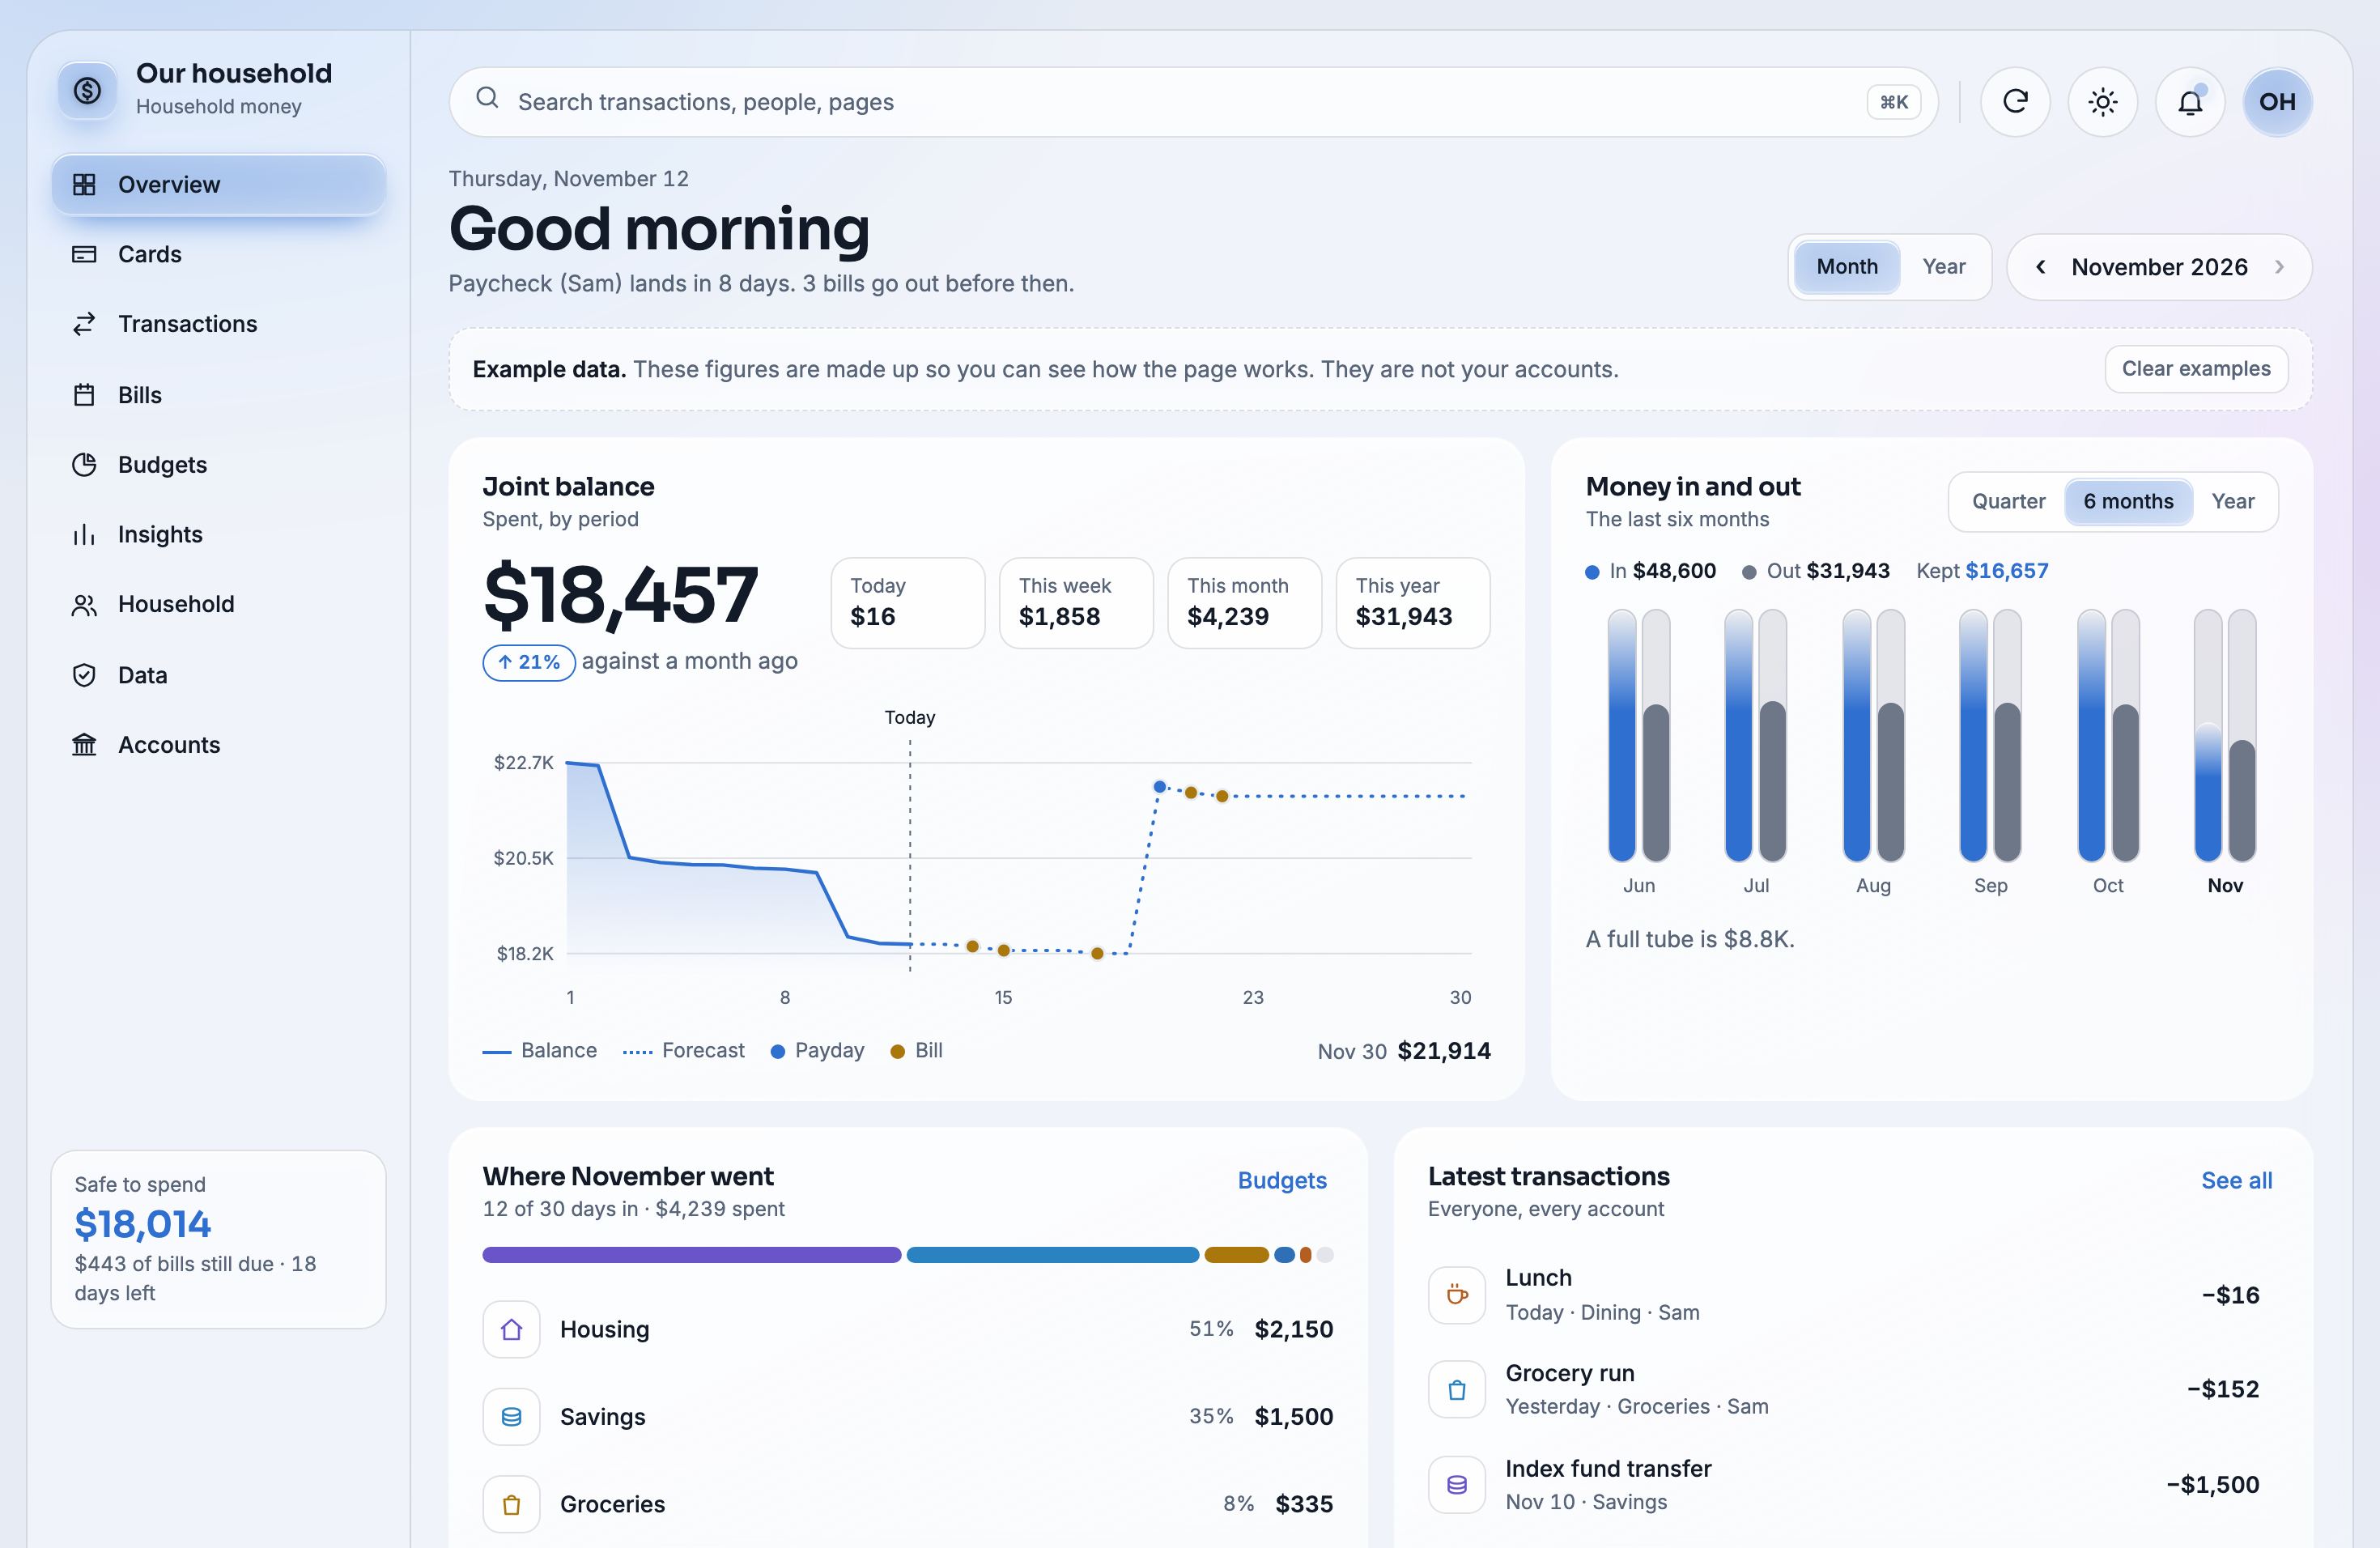 Our household
Household money
Overview
Cards
Transactions
Bills
Budgets
Insights
Household
Data
Accounts
Safe to spend
$18,014
$443 of bills still due · 18
days left
Search transactions, people, pages
⌘K
OH
Thursday, November 12
Good morning
Paycheck (Sam) lands in 8 days. 3 bills go out before then.
Month Year
November 2026
Example data. These figures are made up so you can see how the page works. They are not your accounts.
Clear examples
Joint balance
Spent, by period
$18,457
↑ 21% against a month ago
Today
$16
This week
$1,858
This month
$4,239
This year
$31,943
Today
$22.7K
$20.5K
$18.2K
1 8 15 23 30
Balance Forecast Payday Bill
Nov 30 $21,914
Money in and out
The last six months
Quarter 6 months Year
In $48,600 Out $31,943 Kept $16,657
Jun Jul Aug Sep Oct Nov
A full tube is $8.8K.
Where November went
12 of 30 days in · $4,239 spent
Budgets
Housing 51% $2,150
Savings 35% $1,500
Groceries 8% $335
Latest transactions
Everyone, every account
See all
Lunch
Today · Dining · Sam
−$16
Grocery run
Yesterday · Groceries · Sam
−$152
Index fund transfer
Nov 10 · Savings
−$1,500